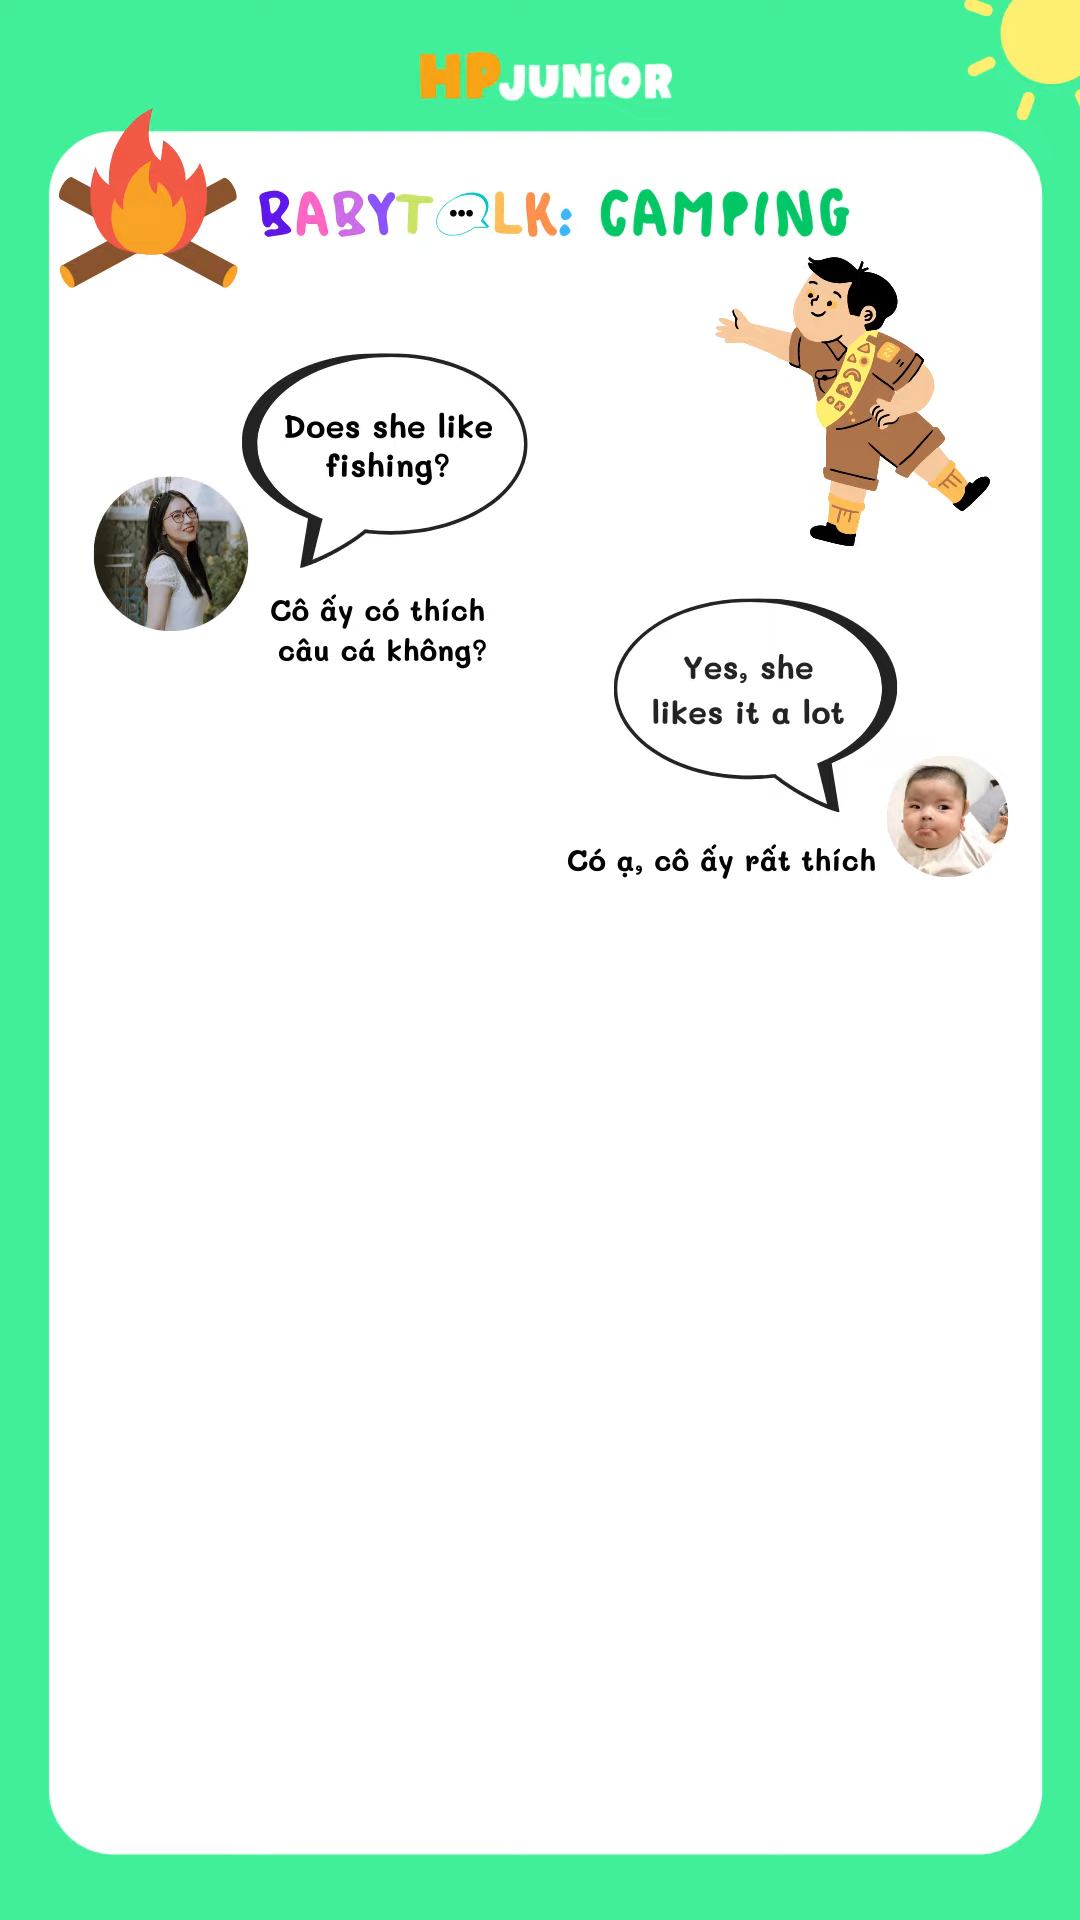 HPJUNiOR
BABYTALK: CAMPING
Does she like
fishing?
Cô ấy có thích
câu cá không?
Yes, she
likes it a lot
Có ạ, cô ấy rất thích